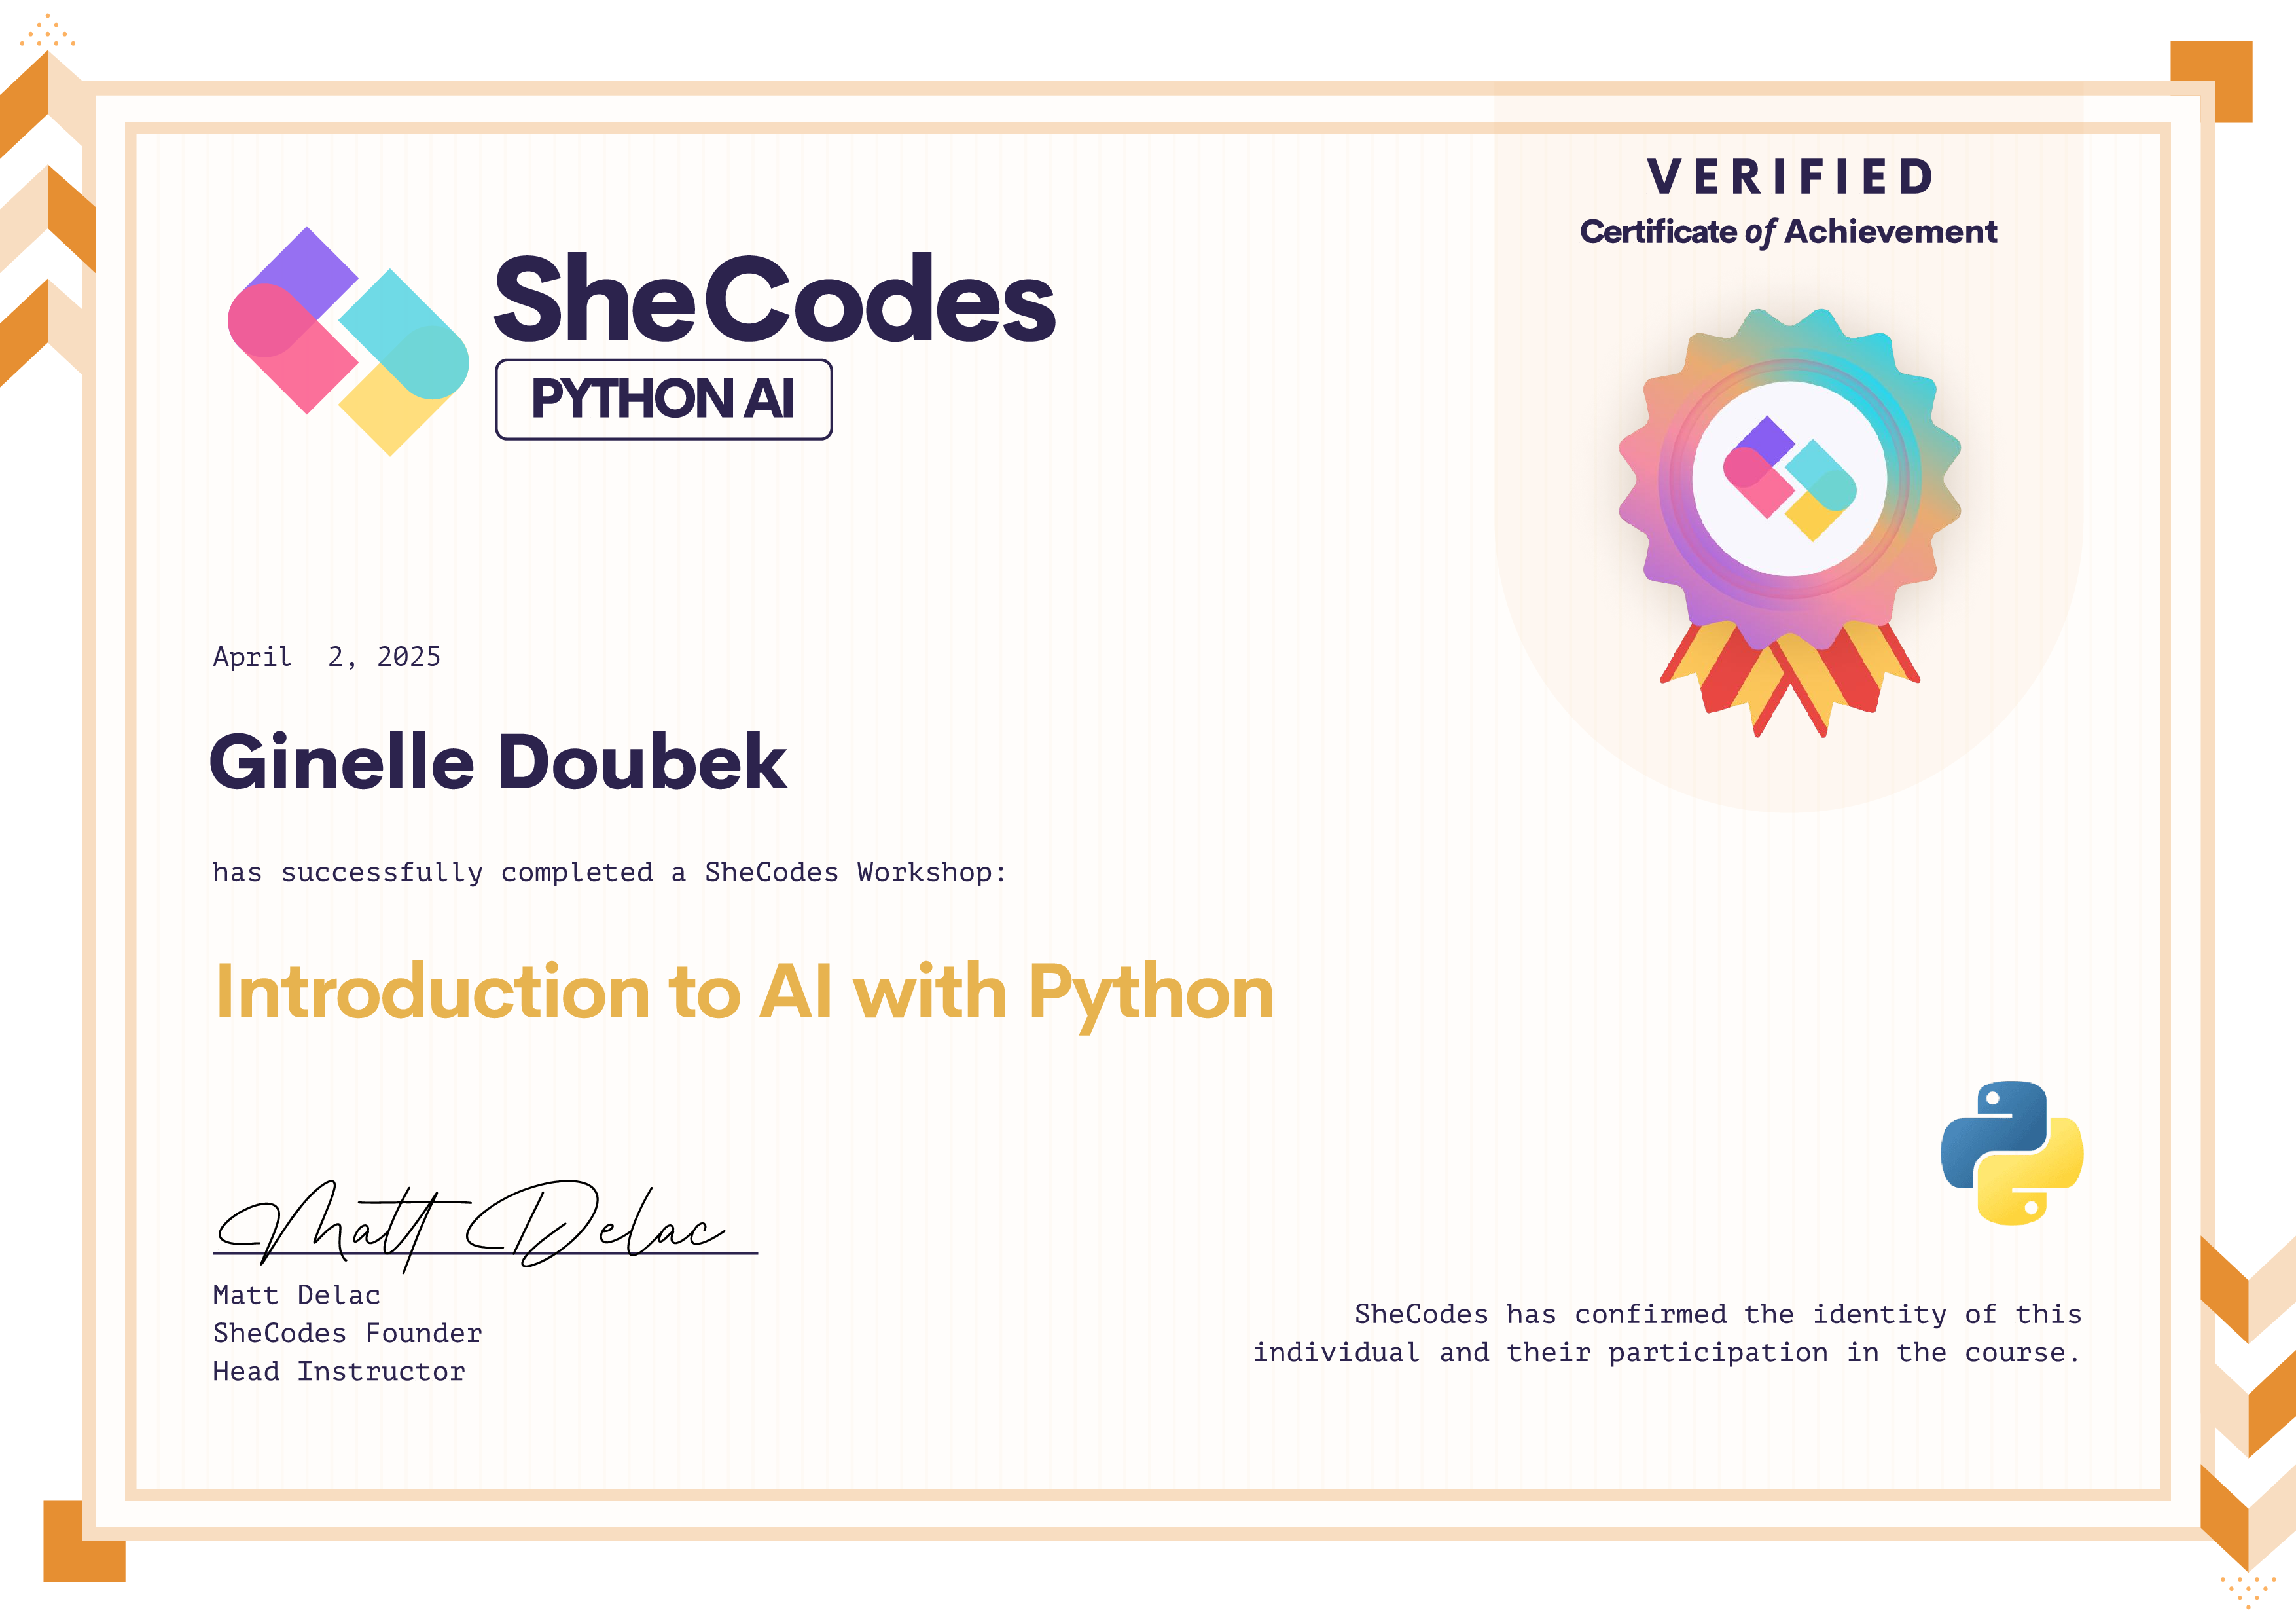 VERIFIED
Certificate of Achievement
SheCodes
PYTHON AI
April  2, 2025
Ginelle Doubek
has successfully completed a SheCodes Workshop:
Introduction to AI with Python
Matt Delac
Matt Delac
SheCodes Founder
Head Instructor
SheCodes has confirmed the identity of this
individual and their participation in the course.